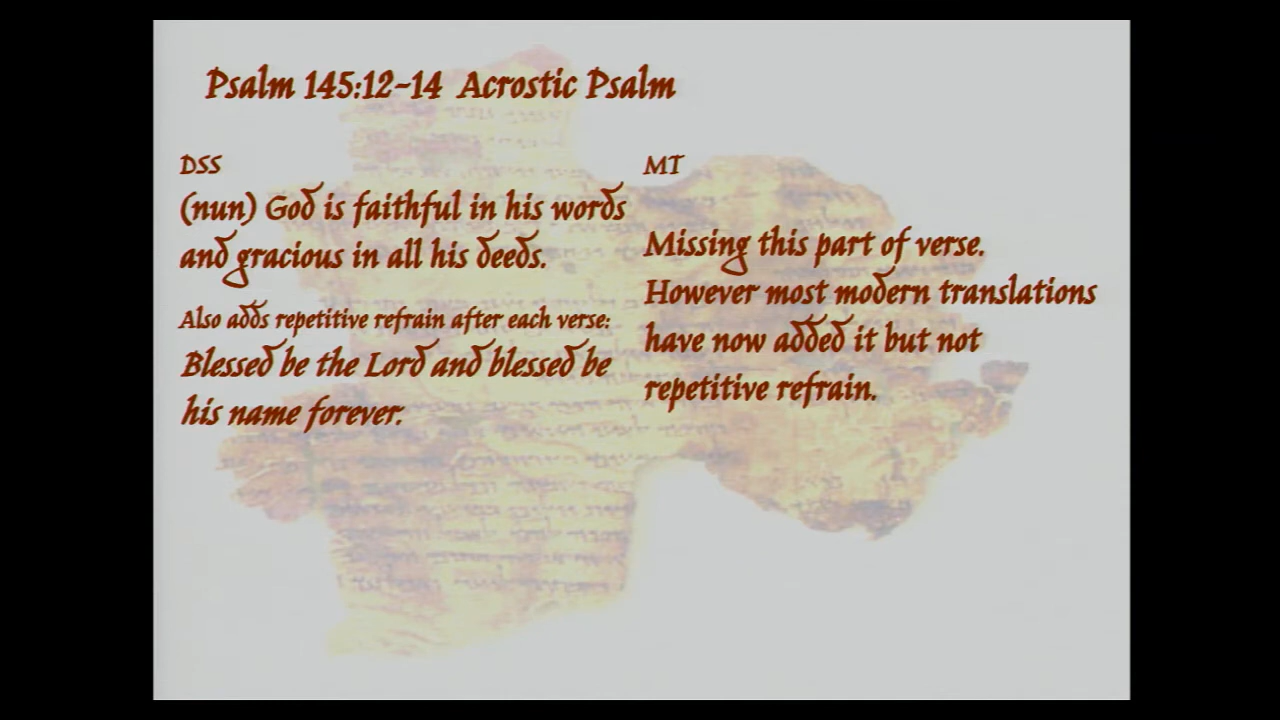 Psalm 145:12-14 Acrostic Psalm
DSS
(nun) God is faithful in his words
and gracious in all his deeds.
Also adds repetitive refrain after each verse:
Blessed be the Lord and blessed be
his name forever.
MT
Missing this part of verse.
However most modern translations
have now added it but not
repetitive refrain.